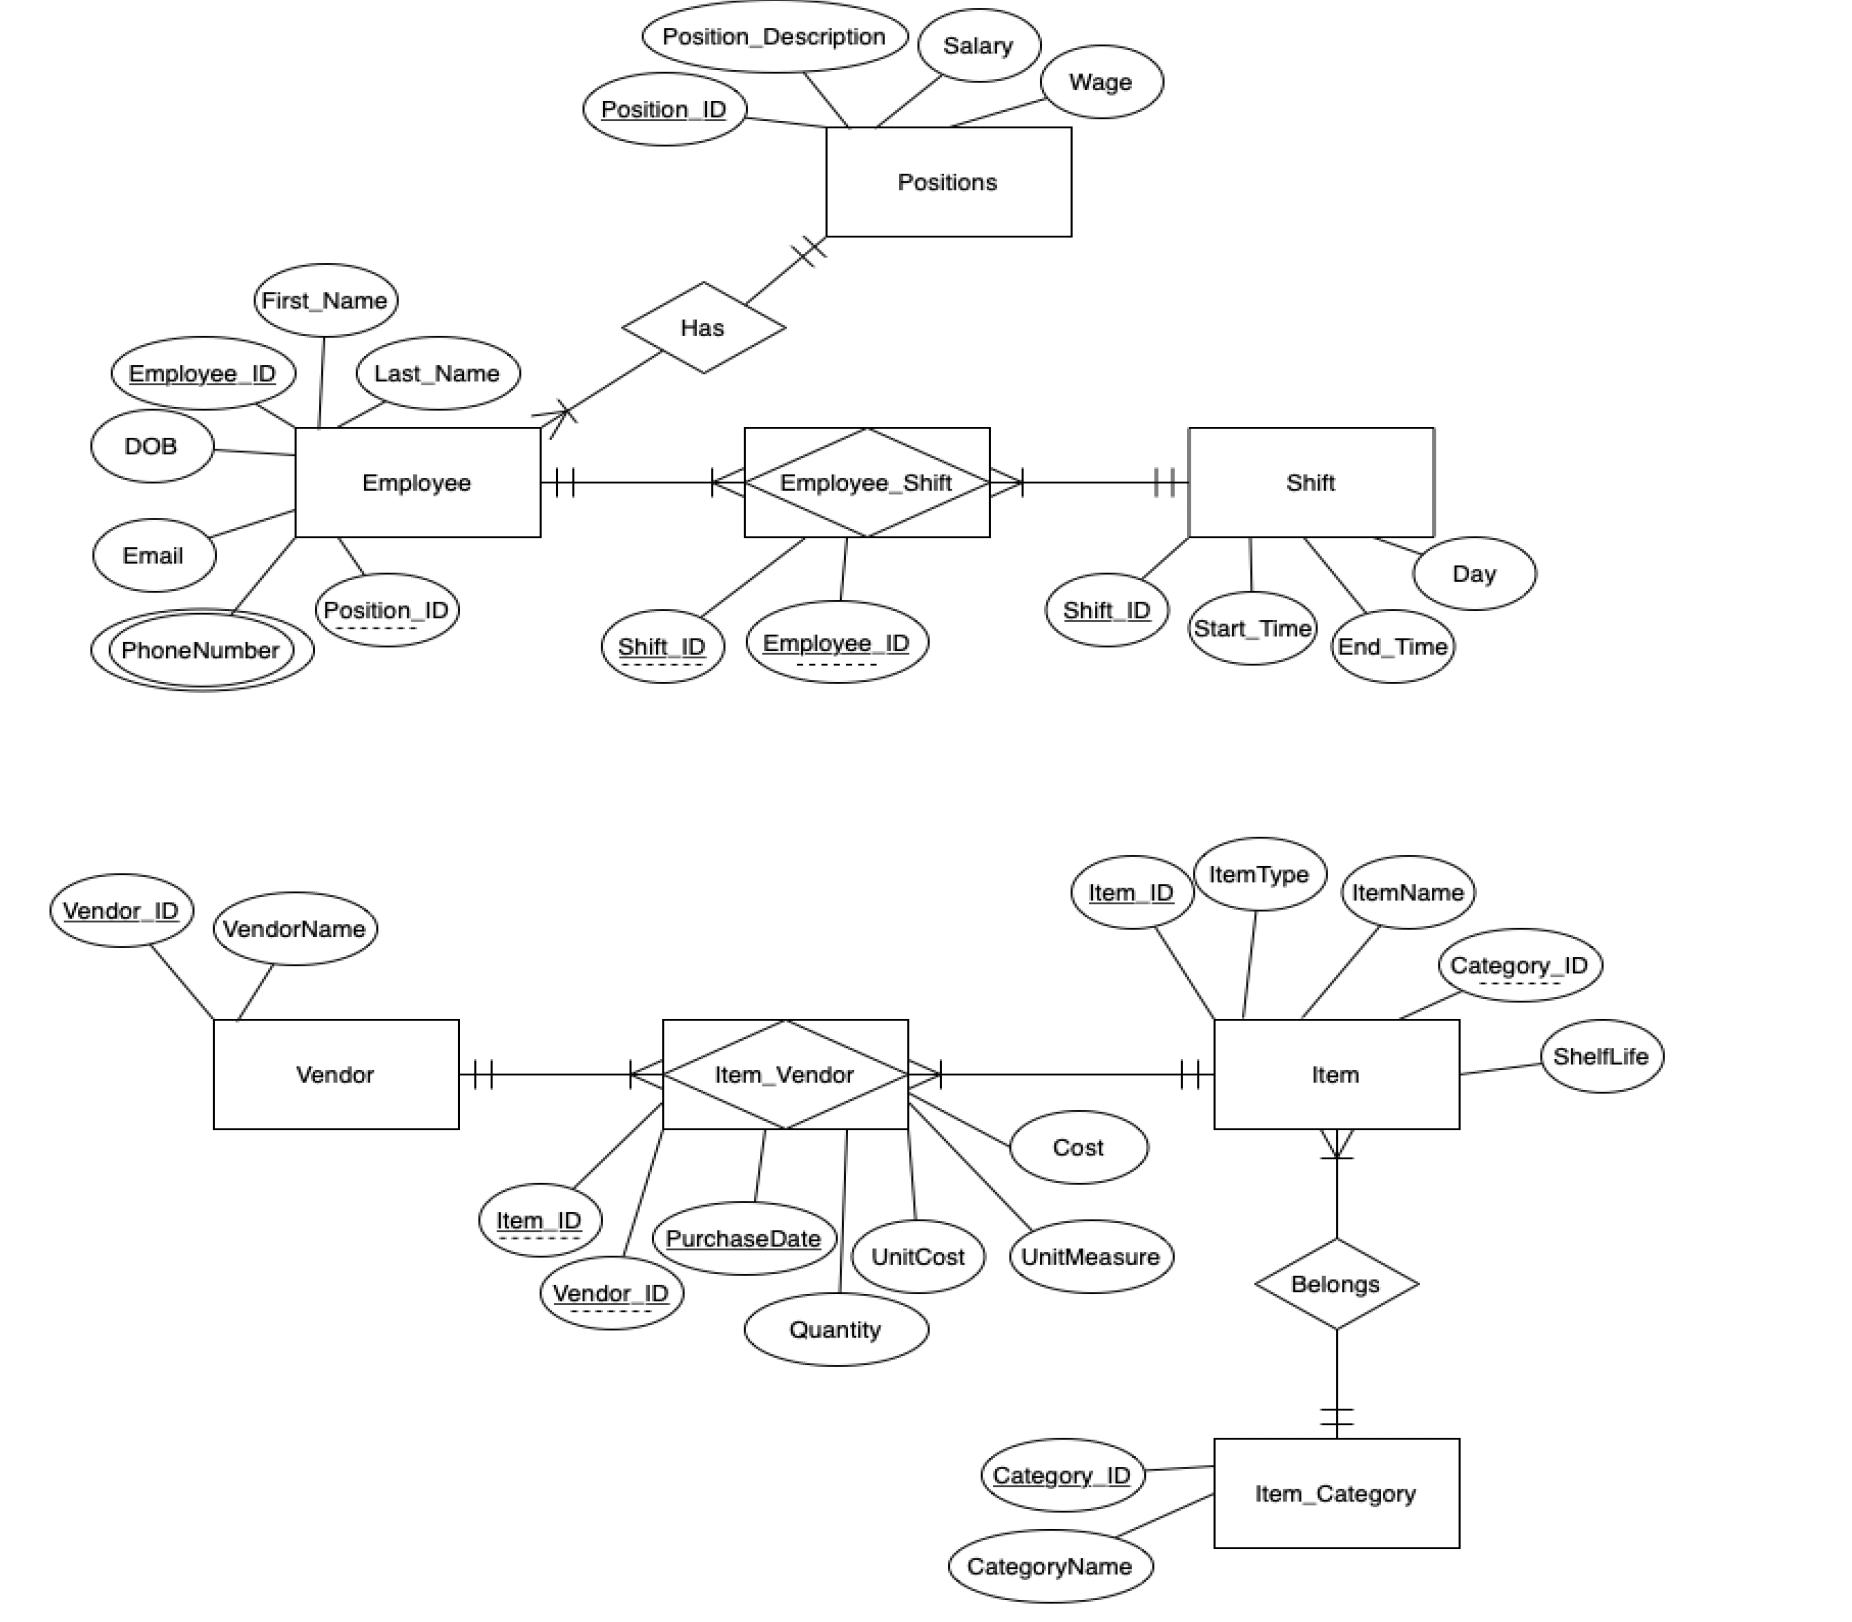 Position_Description
Salary
Wage
Position_ID
Positions
Has
First_Name
Employee_ID
Last_Name
DOB
Employee
Email
Position_ID
PhoneNumber
Employee_Shift
Shift_ID
Employee_ID
Shift
Shift_ID
Start_Time
End_Time
Day
Vendor_ID
VendorName
Vendor
Item_Vendor
Item_ID
Vendor_ID
PurchaseDate
Quantity
UnitCost
UnitMeasure
Cost
Item_ID
ItemType
ItemName
Category_ID
ShelfLife
Item
Belongs
Category_ID
Item_Category
CategoryName